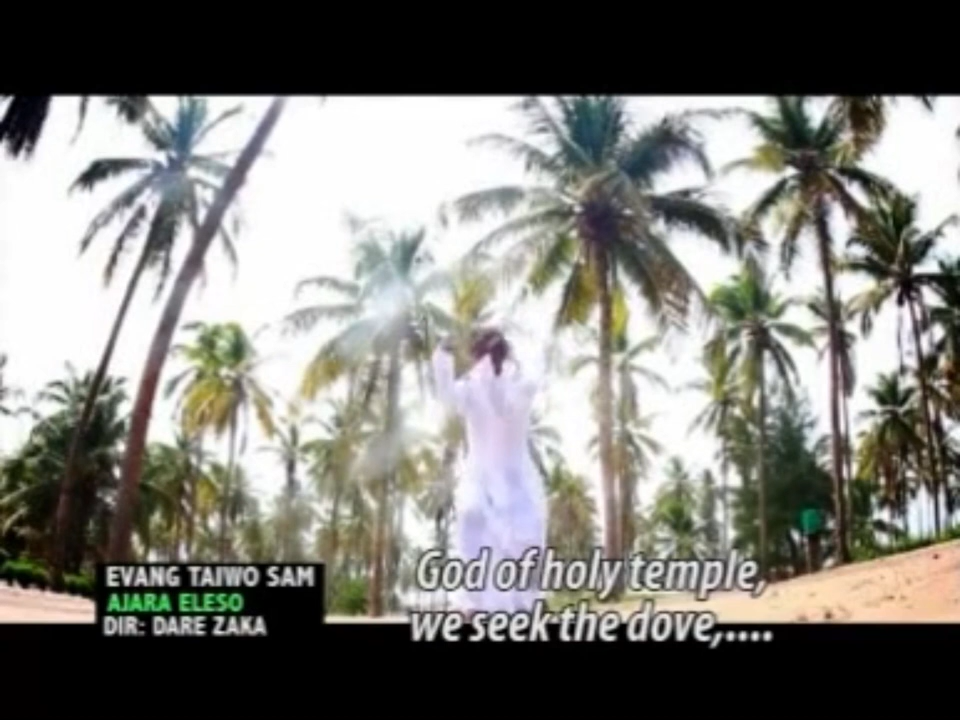 EVANG TAIWO SAM
AJARA ELESO
DIR: DARE ZAKA
God of holy temple,
we seek the dove,....